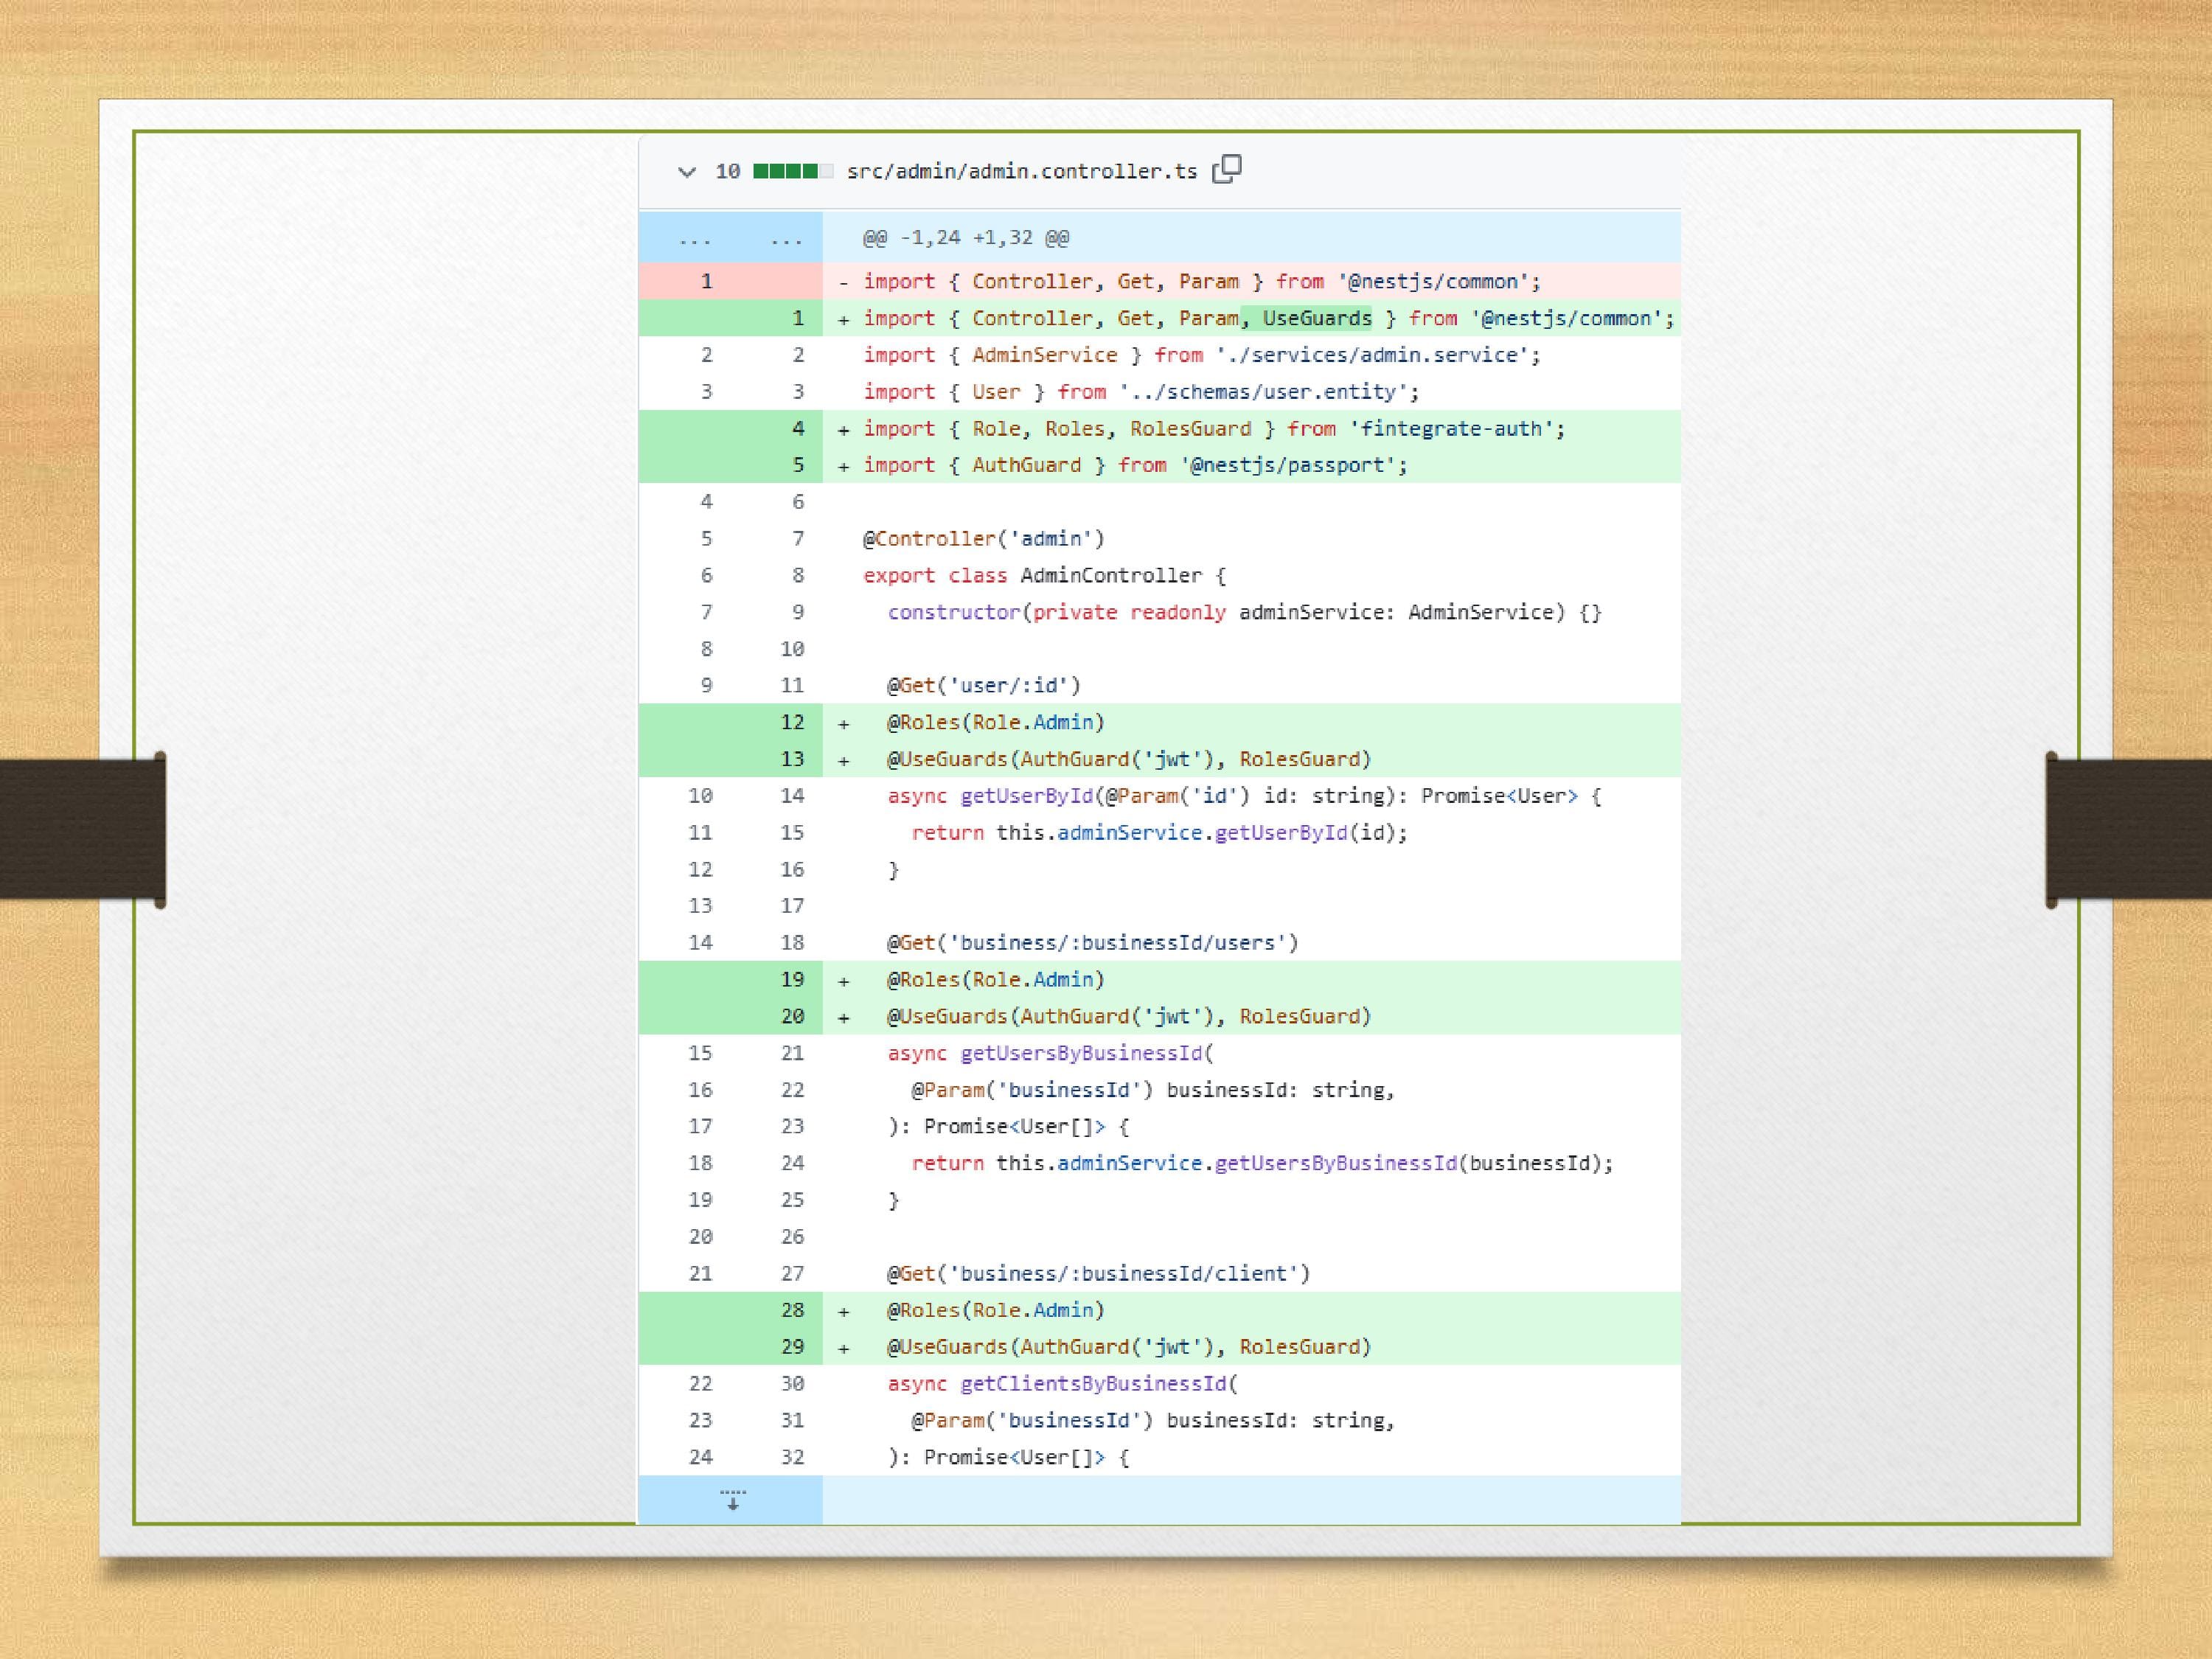 10 src/admin/admin.controller.ts
... ... @@ -1,24 +1,32 @@
1 - import { Controller, Get, Param } from '@nestjs/common';
1 + import { Controller, Get, Param, UseGuards } from '@nestjs/common';
2 2 import { AdminService } from './services/admin.service';
3 3 import { User } from '../schemas/user.entity';
4 + import { Role, Roles, RolesGuard } from 'fintegrate-auth';
5 + import { AuthGuard } from '@nestjs/passport';
4 6
5 7 @Controller('admin')
6 8 export class AdminController {
7 9 constructor(private readonly adminService: AdminService) {}
8 10
9 11 @Get('user/:id')
12 + @Roles(Role.Admin)
13 + @UseGuards(AuthGuard('jwt'), RolesGuard)
10 14 async getUserById(@Param('id') id: string): Promise<User> {
11 15 return this.adminService.getUserById(id);
12 16 }
13 17
14 18 @Get('business/:businessId/users')
19 + @Roles(Role.Admin)
20 + @UseGuards(AuthGuard('jwt'), RolesGuard)
15 21 async getUsersByBusinessId(
16 22 @Param('businessId') businessId: string,
17 23 ): Promise<User[]> {
18 24 return this.adminService.getUsersByBusinessId(businessId);
19 25 }
20 26
21 27 @Get('business/:businessId/client')
28 + @Roles(Role.Admin)
29 + @UseGuards(AuthGuard('jwt'), RolesGuard)
22 30 async getClientsByBusinessId(
23 31 @Param('businessId') businessId: string,
24 32 ): Promise<User[]> {